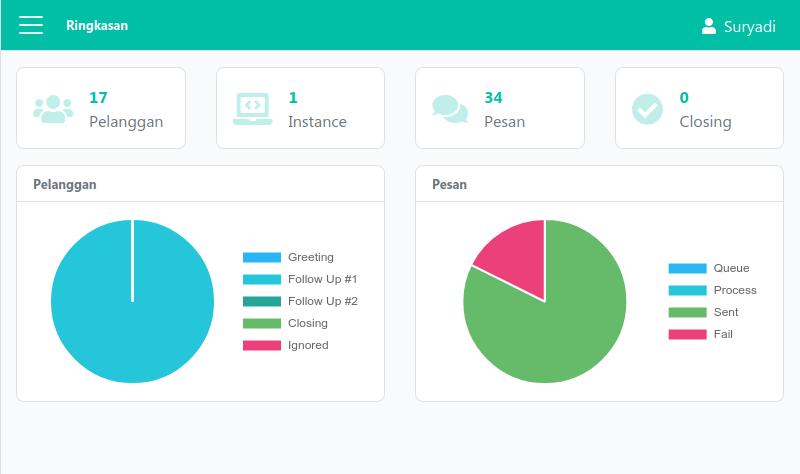 Ringkasan
Suryadi
17
Pelanggan
1
Instance
34
Pesan
0
Closing
Pelanggan
Greeting
Follow Up #1
Follow Up #2
Closing
Ignored
Pesan
Queue
Process
Sent
Fail